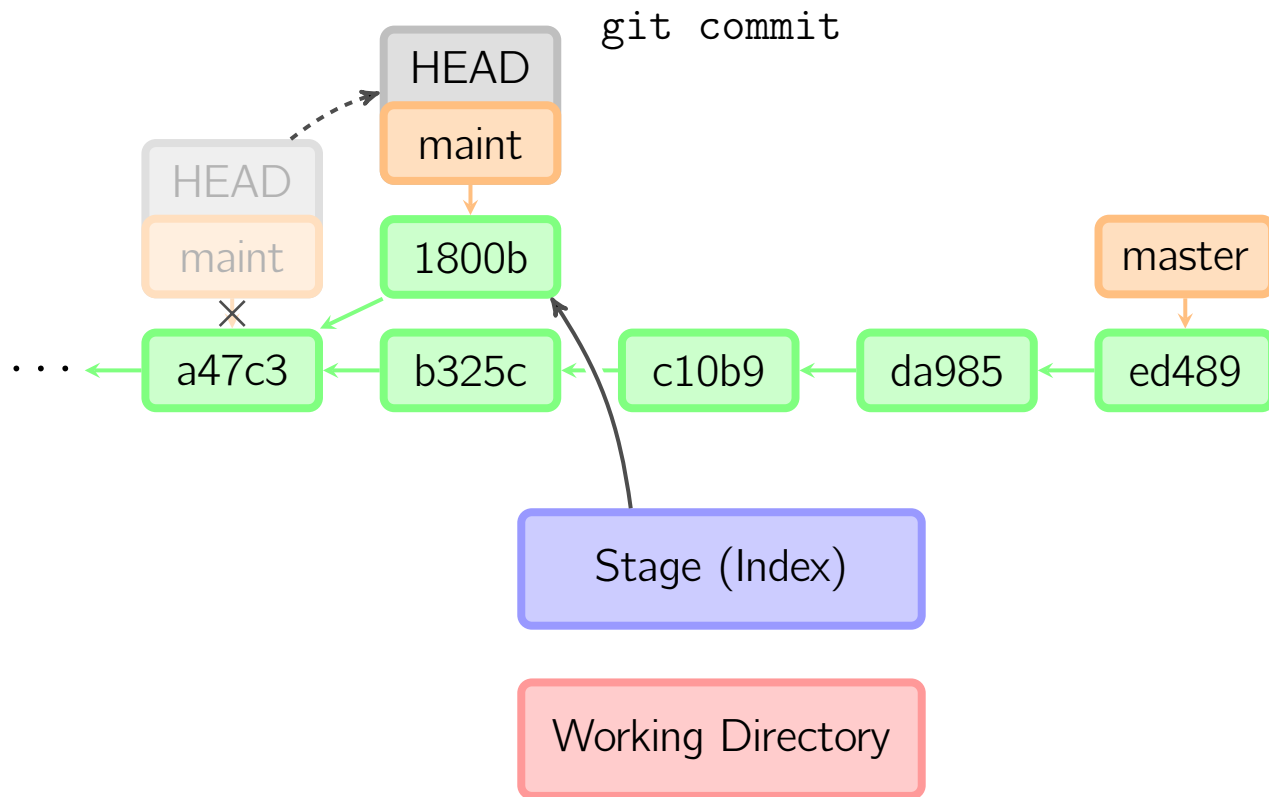 git commit
HEAD
maint
HEAD
maint
1800b
master
... a47c3 b325c c10b9 da985 ed489
Stage (Index)
Working Directory